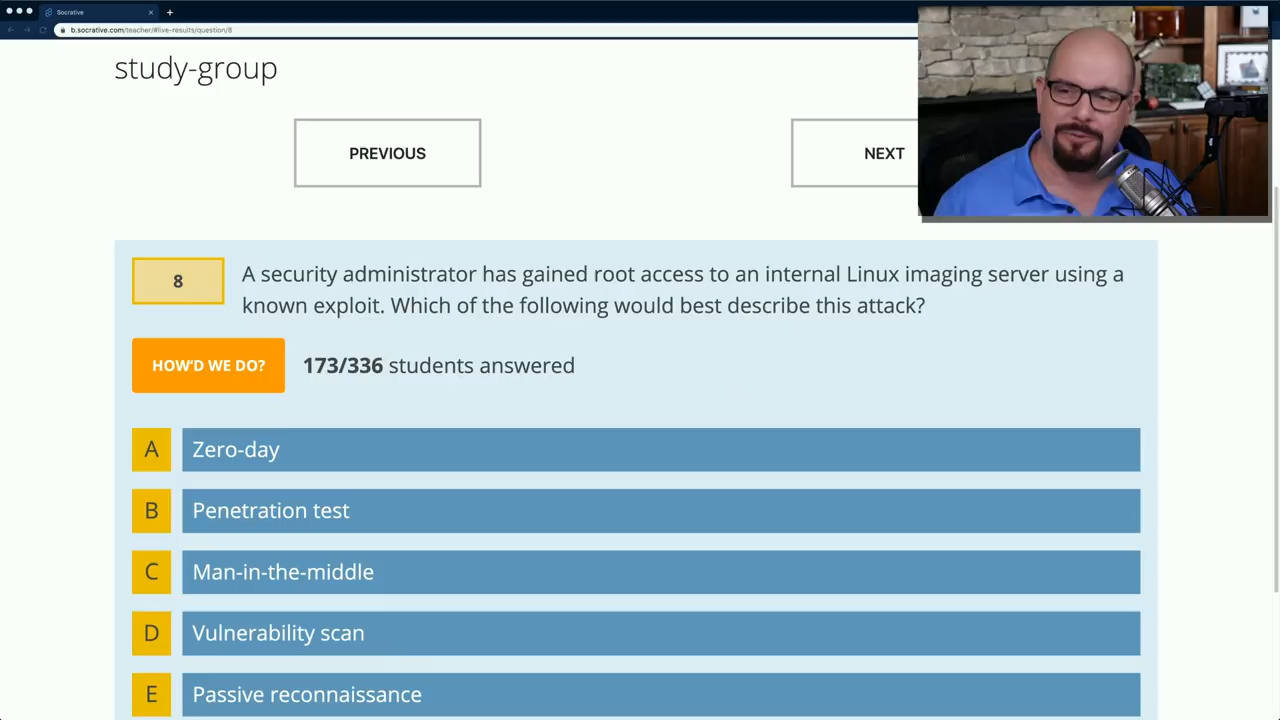 Socrative
b.socrative.com/teacher/#live-results/question/8
study-group
PREVIOUS
NEXT
8
A security administrator has gained root access to an internal Linux imaging server using a
known exploit. Which of the following would best describe this attack?
HOW'D WE DO?
173/336 students answered
A
Zero-day
B
Penetration test
C
Man-in-the-middle
D
Vulnerability scan
E
Passive reconnaissance